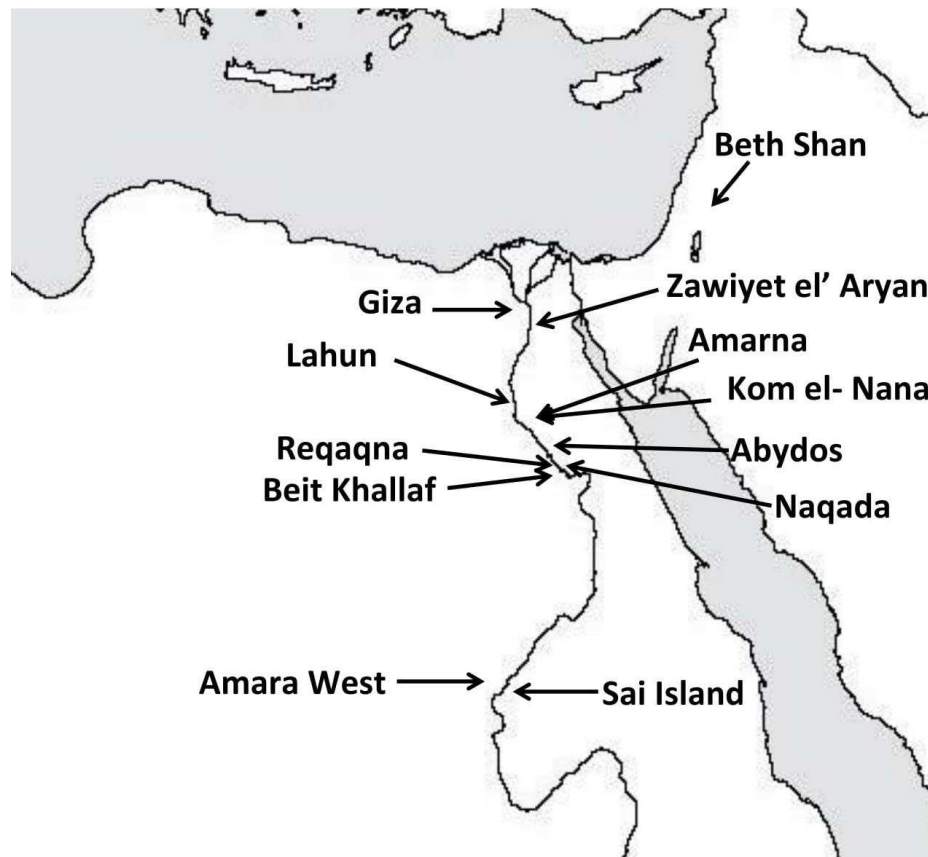 Beth Shan
Zawiyet el’ Aryan
Giza
Amarna
Lahun
Kom el- Nana
Reqaqna
Abydos
Beit Khallaf
Naqada
Amara West
Sai Island